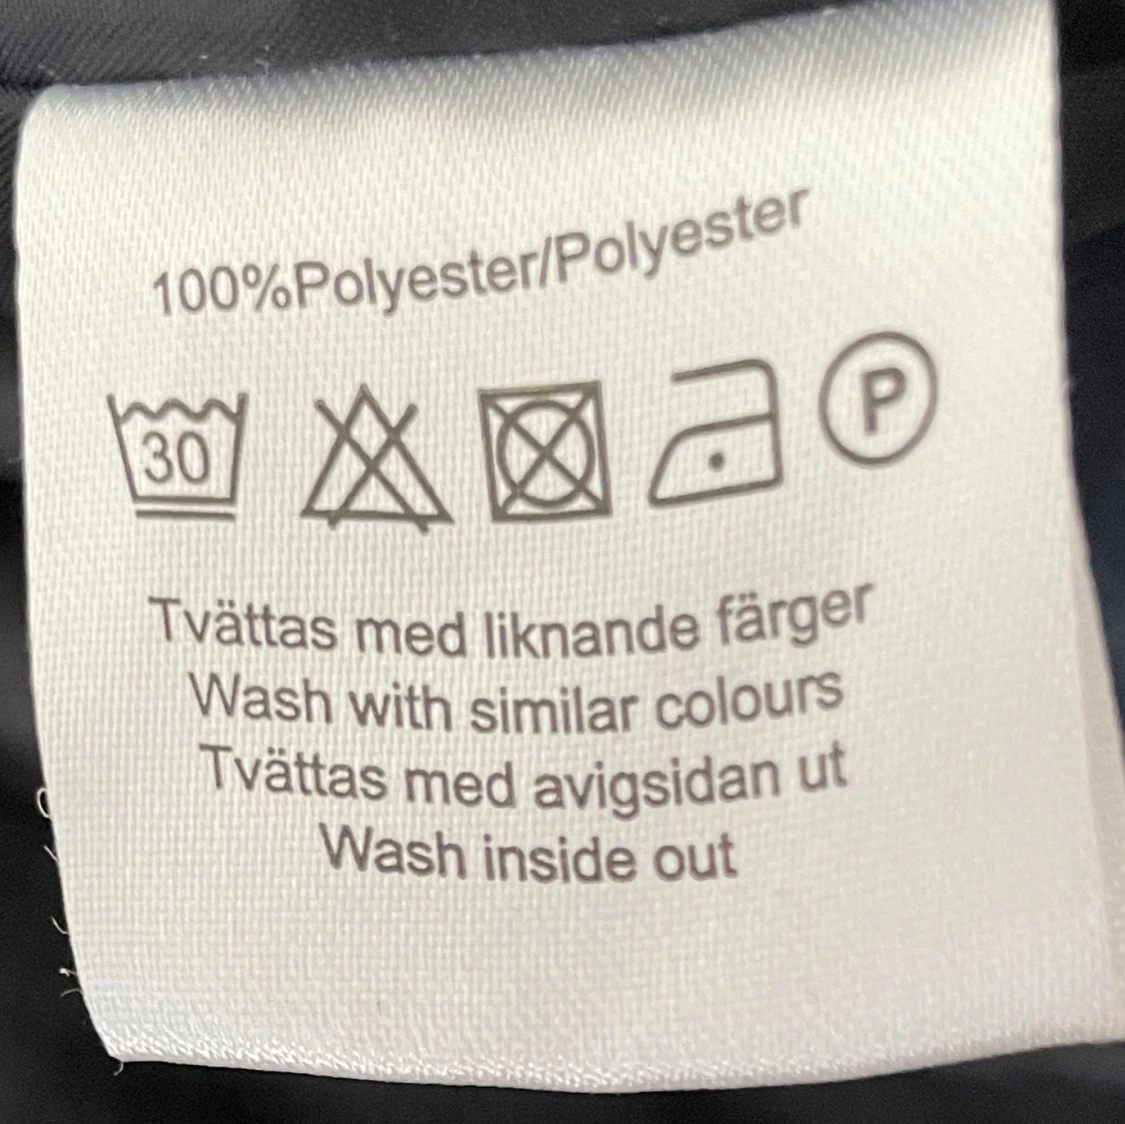 100%Polyester/Polyester
30 P
Tvättas med liknande färger
Wash with similar colours
Tvättas med avigsidan ut
Wash inside out